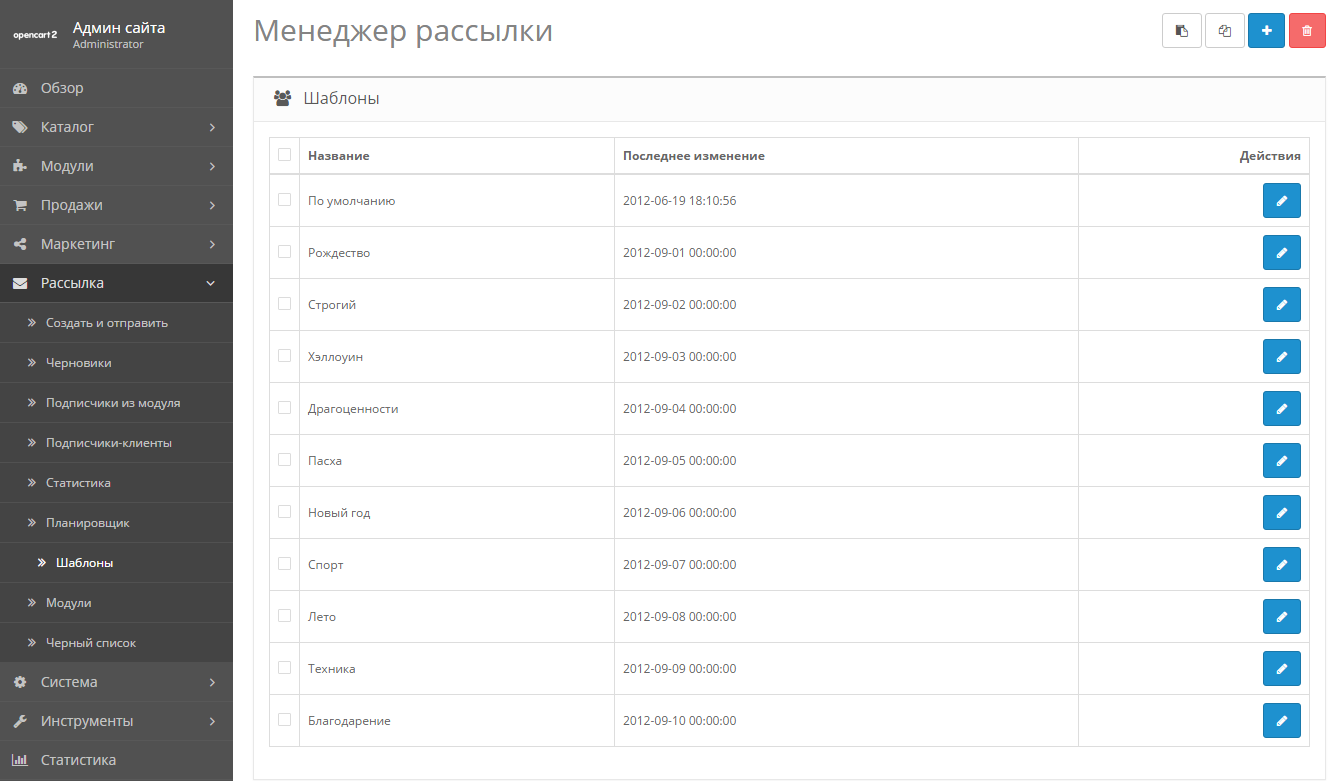 opencart2
Админ сайта
Administrator
Обзор
Каталог
Модули
Продажи
Маркетинг
Рассылка
Создать и отправить
Черновики
Подписчики из модуля
Подписчики-клиенты
Статистика
Планировщик
Шаблоны
Модули
Черный список
Система
Инструменты
Статистика
Менеджер рассылки
Шаблоны
Название Последнее изменение Действия
По умолчанию 2012-06-19 18:10:56
Рождество 2012-09-01 00:00:00
Строгий 2012-09-02 00:00:00
Хэллоуин 2012-09-03 00:00:00
Драгоценности 2012-09-04 00:00:00
Пасха 2012-09-05 00:00:00
Новый год 2012-09-06 00:00:00
Спорт 2012-09-07 00:00:00
Лето 2012-09-08 00:00:00
Техника 2012-09-09 00:00:00
Благодарение 2012-09-10 00:00:00